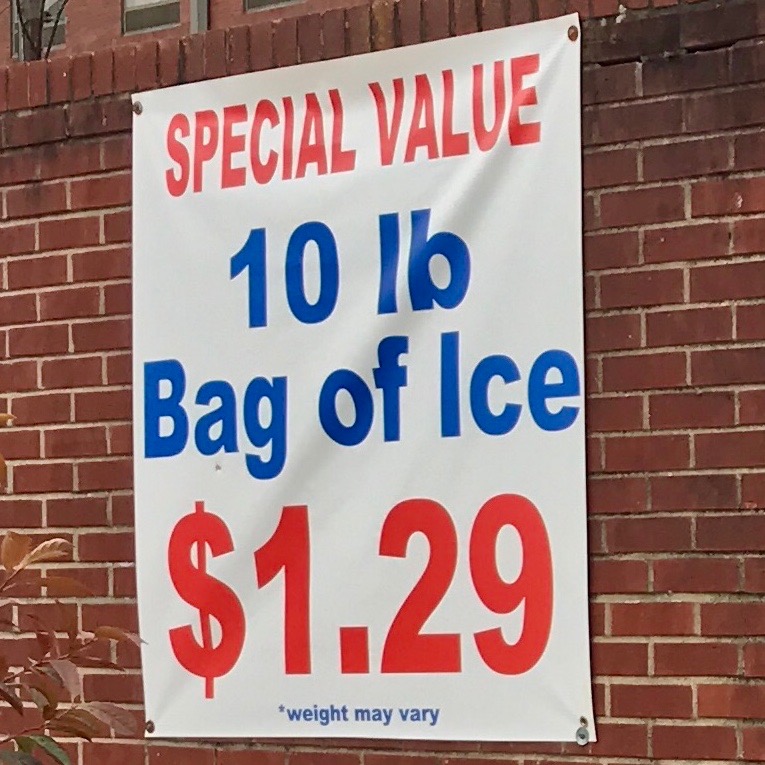 SPECIAL VALUE
10 lb
Bag of Ice
$1.29
*weight may vary